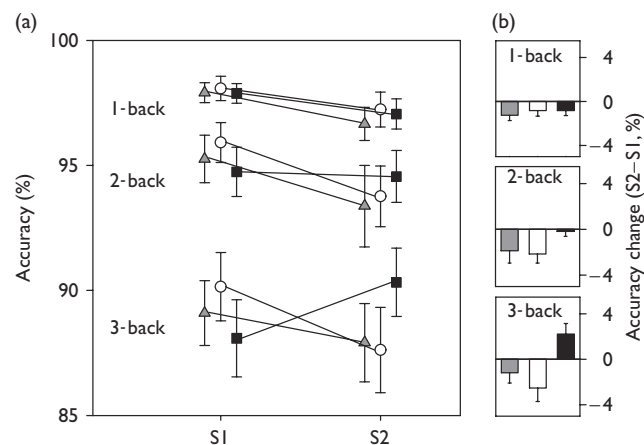 (a)
100
95
90
85
Accuracy (%)
1-back
2-back
3-back
S1
S2
(b)
1-back
4
0
−4
2-back
4
0
−4
3-back
4
0
−4
Accuracy change (S2−S1, %)